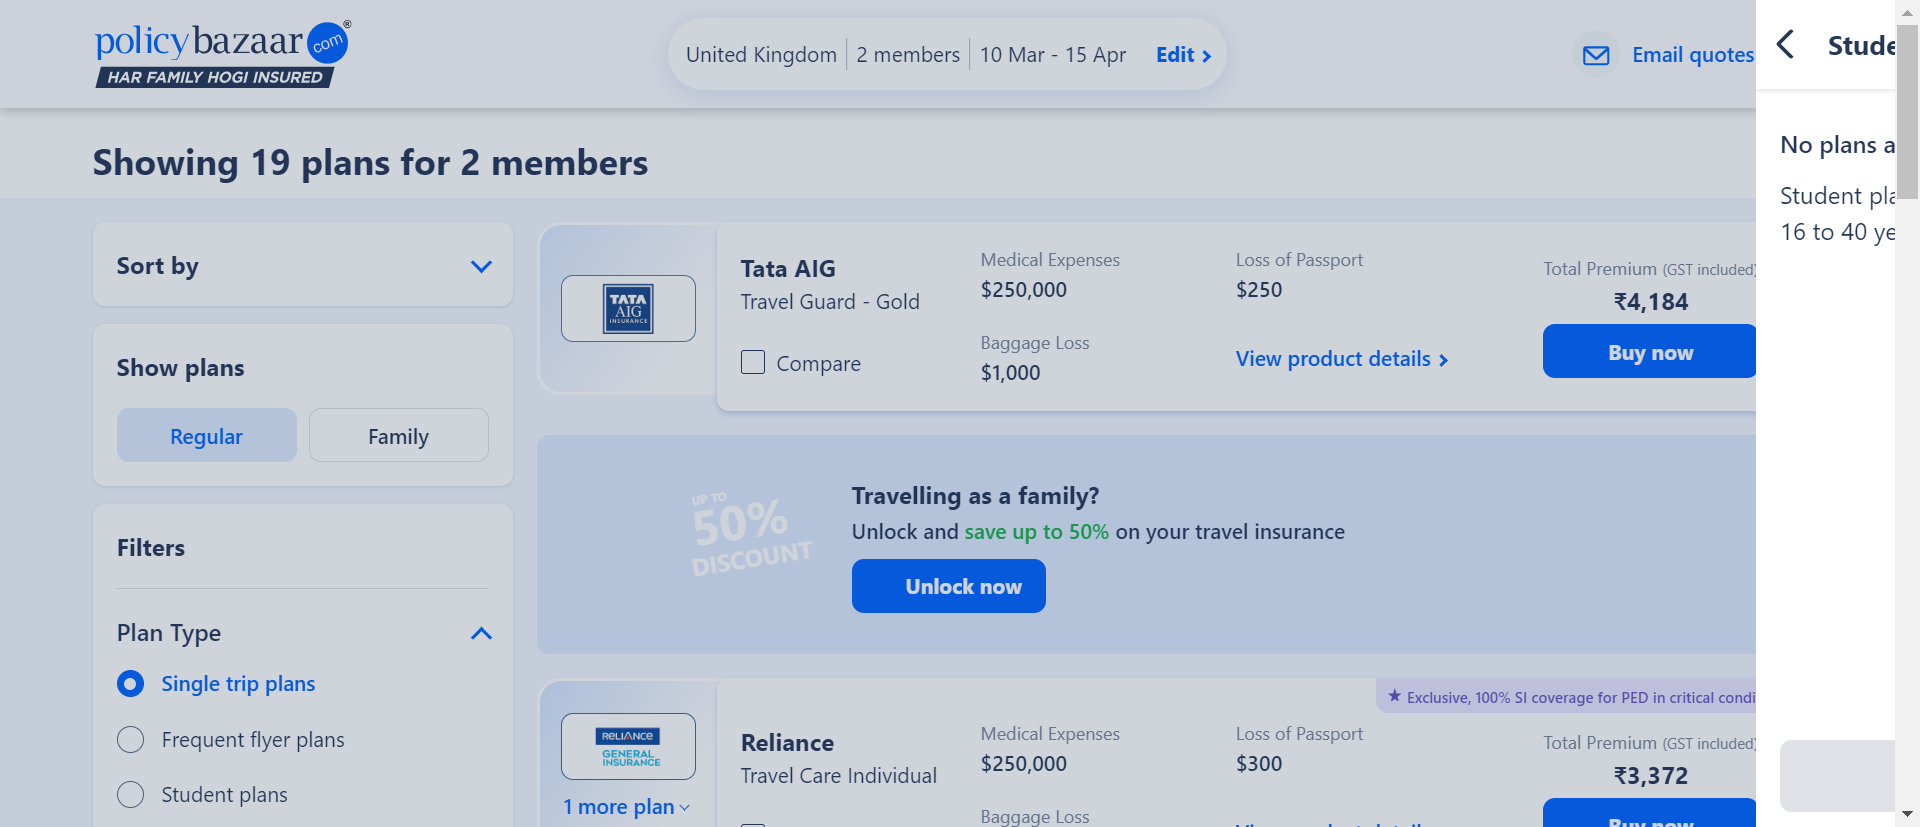 policybazaar.com®
HAR FAMILY HOGI INSURED
United Kingdom 2 members 10 Mar - 15 Apr Edit
Email quotes
Showing 19 plans for 2 members
Sort by
Show plans
Regular
Family
Filters
Plan Type
Single trip plans
Frequent flyer plans
Student plans
TATA
AIG
INSURANCE
Tata AIG
Travel Guard - Gold
Compare
Medical Expenses
$250,000
Baggage Loss
$1,000
Loss of Passport
$250
View product details
Total Premium (GST included)
₹4,184
Buy now
UP TO
50%
DISCOUNT
Travelling as a family?
Unlock and save up to 50% on your travel insurance
Unlock now
RELIANCE
GENERAL
INSURANCE
1 more plan
Exclusive, 100% SI coverage for PED in critical condi
Reliance
Travel Care Individual
Medical Expenses
$250,000
Baggage Loss
Loss of Passport
$300
View product details
Total Premium (GST included)
₹3,372
Buy now
Stude
No plans a
Student pla
16 to 40 ye